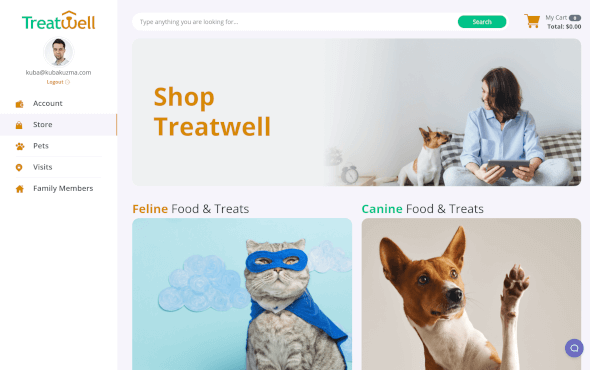 Treatwell
kuba@kubakuzma.com
Logout
Account
Store
Pets
Visits
Family Members
Type anything you are looking for...
Search
My Cart 0
Total: $0.00
Shop
Treatwell
Feline Food & Treats
Canine Food & Treats